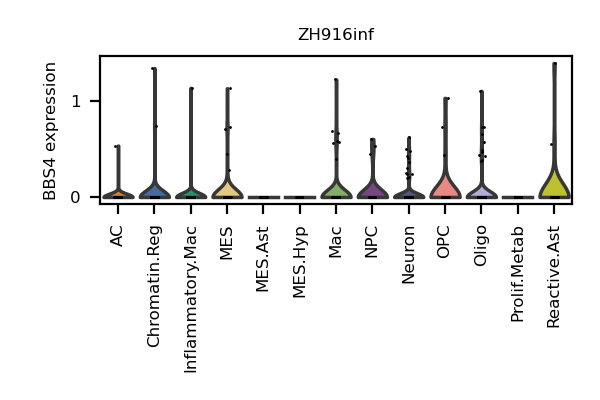 ZH916inf
BBS4 expression
1
0
AC
Chromatin.Reg
Inflammatory.Mac
MES
MES.Ast
MES.Hyp
Mac
NPC
Neuron
OPC
Oligo
Prolif.Metab
Reactive.Ast